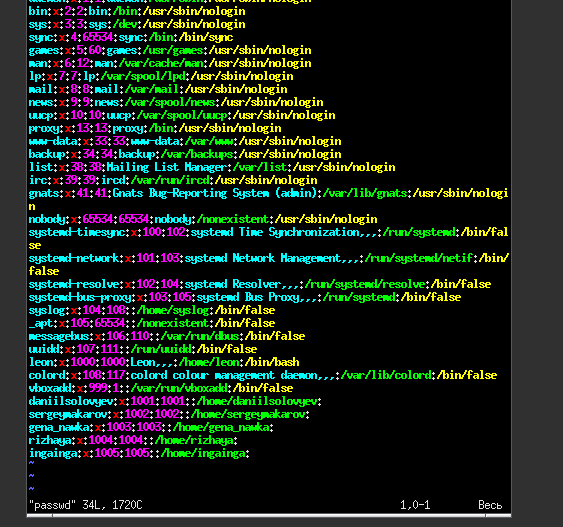 bin:x:2:2:bin:/bin:/usr/sbin/nologin
sys:x:3:3:sys:/dev:/usr/sbin/nologin
sync:x:4:65534:sync:/bin:/bin/sync
games:x:5:60:games:/usr/games:/usr/sbin/nologin
man:x:6:12:man:/var/cache/man:/usr/sbin/nologin
lp:x:7:7:lp:/var/spool/lpd:/usr/sbin/nologin
mail:x:8:8:mail:/var/mail:/usr/sbin/nologin
news:x:9:9:news:/var/spool/news:/usr/sbin/nologin
uucp:x:10:10:uucp:/var/spool/uucp:/usr/sbin/nologin
proxy:x:13:13:proxy:/bin:/usr/sbin/nologin
www-data:x:33:33:www-data:/var/www:/usr/sbin/nologin
backup:x:34:34:backup:/var/backups:/usr/sbin/nologin
list:x:38:38:Mailing List Manager:/var/list:/usr/sbin/nologin
irc:x:39:39:ircd:/var/run/ircd:/usr/sbin/nologin
gnats:x:41:41:Gnats Bug-Reporting System (admin):/var/lib/gnats:/usr/sbin/nologi
n
nobody:x:65534:65534:nobody:/nonexistent:/usr/sbin/nologin
systemd-timesync:x:100:102:systemd Time Synchronization,,,:/run/systemd:/bin/fal
se
systemd-network:x:101:103:systemd Network Management,,,:/run/systemd/netif:/bin/
false
systemd-resolve:x:102:104:systemd Resolver,,,:/run/systemd/resolve:/bin/false
systemd-bus-proxy:x:103:105:systemd Bus Proxy,,,:/run/systemd:/bin/false
syslog:x:104:108::/home/syslog:/bin/false
_apt:x:105:65534::/nonexistent:/bin/false
messagebus:x:106:110::/var/run/dbus:/bin/false
uuidd:x:107:111::/run/uuidd:/bin/false
leon:x:1000:1000:Leon,,,:/home/leon:/bin/bash
colord:x:108:117:colord colour management daemon,,,:/var/lib/colord:/bin/false
vboxadd:x:999:1::/var/run/vboxadd:/bin/false
daniilsolovyev:x:1001:1001::/home/daniilsolovyev:
sergeymakarov:x:1002:1002::/home/sergeymakarov:
gena_nawka:x:1003:1003::/home/gena_nawka:
rizhaya:x:1004:1004::/home/rizhaya:
ingainga:x:1005:1005::/home/ingainga:
~
~
~
"passwd" 34L, 1720C 1,0-1 Весь